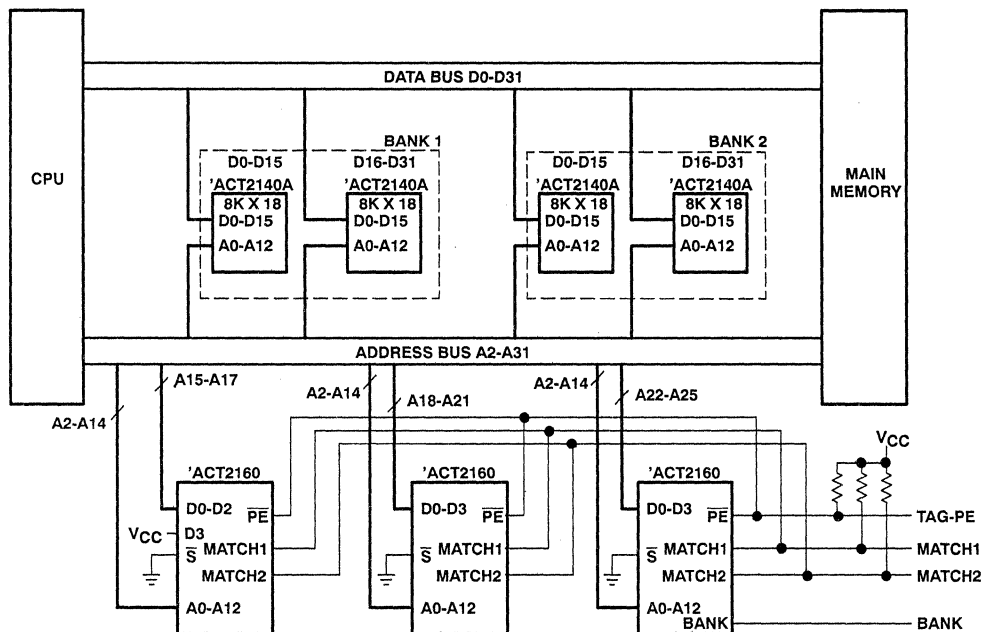 DATA BUS D0-D31
BANK 1
BANK 2
D0-D15
D16-D31
D0-D15
D16-D31
CPU
'ACT2140A
'ACT2140A
'ACT2140A
'ACT2140A
MAIN
MEMORY
8K X 18
D0-D15
A0-A12
8K X 18
D0-D15
A0-A12
8K X 18
D0-D15
A0-A12
8K X 18
D0-D15
A0-A12
ADDRESS BUS A2-A31
A15-A17
A2-A14
A2-A14
A18-A21
A2-A14
A22-A25
VCC
'ACT2160
D0-D2
PE
VCC
D3
S
MATCH1
MATCH2
A0-A12
'ACT2160
D0-D3
PE
S
MATCH1
MATCH2
A0-A12
'ACT2160
D0-D3
PE
S
MATCH1
MATCH2
A0-A12
BANK
TAG-PE
MATCH1
MATCH2
BANK